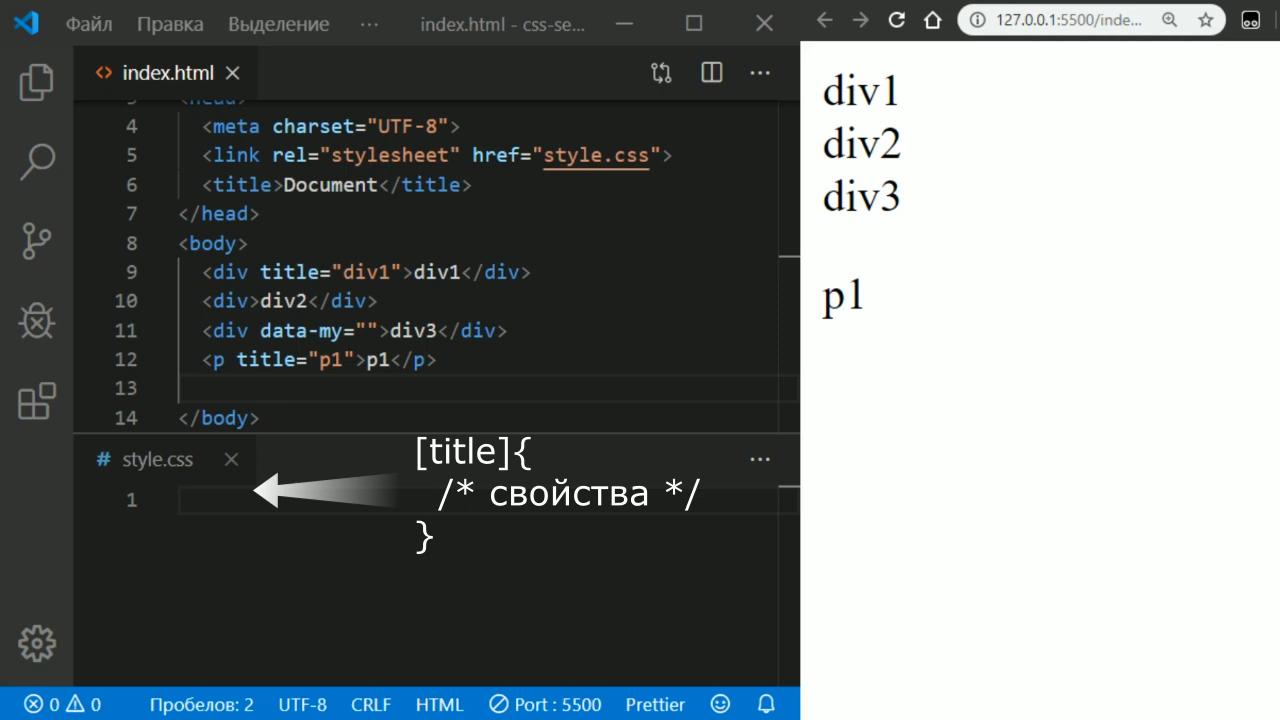 Файл Правка Выделение ··· index.html - css-se...
127.0.0.1:5500/inde...
<> index.html
3 <head>
4 <meta charset="UTF-8">
5 <link rel="stylesheet" href="style.css">
6 <title>Document</title>
7 </head>
8 <body>
9 <div title="div1">div1</div>
10 <div>div2</div>
11 <div data-my="">div3</div>
12 <p title="p1">p1</p>
13
14 </body>
# style.css
1
[title]{
/* свойства */
}
0 0 Пробелов: 2 UTF-8 CRLF HTML Port : 5500 Prettier
div1
div2
div3
p1